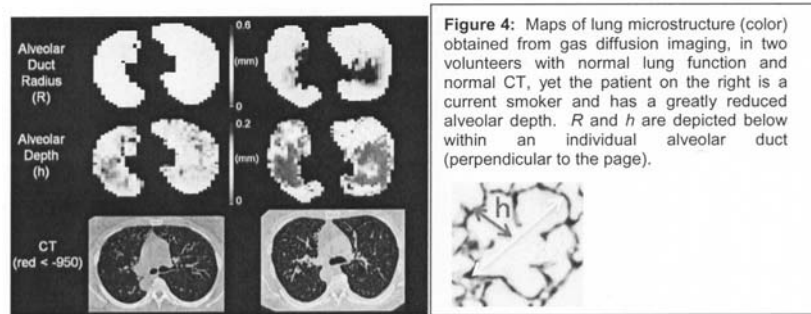 Alveolar
Duct
Radius
(R)
0.6
(mm)
0
Alveolar
Depth
(h)
0.2
(mm)
0
CT
(red < -950)
Figure 4: Maps of lung microstructure (color)
obtained from gas diffusion imaging, in two
volunteers with normal lung function and
normal CT, yet the patient on the right is a
current smoker and has a greatly reduced
alveolar depth. R and h are depicted below
within an individual alveolar duct
(perpendicular to the page).
h